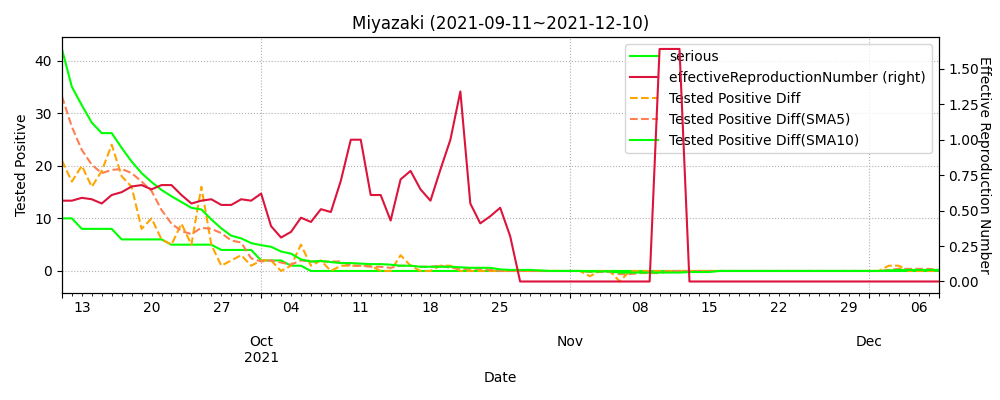 Miyazaki (2021-09-11~2021-12-10)
serious
effectiveReproductionNumber (right)
Tested Positive Diff
Tested Positive Diff(SMA5)
Tested Positive Diff(SMA10)
Tested Positive
40
30
20
10
0
1.50
1.25
1.00
0.75
0.50
0.25
0.00
Effective Reproduction Number
13 20 27 04 11 18 25 08 15 22 29 06
Oct Nov Dec
2021
Date